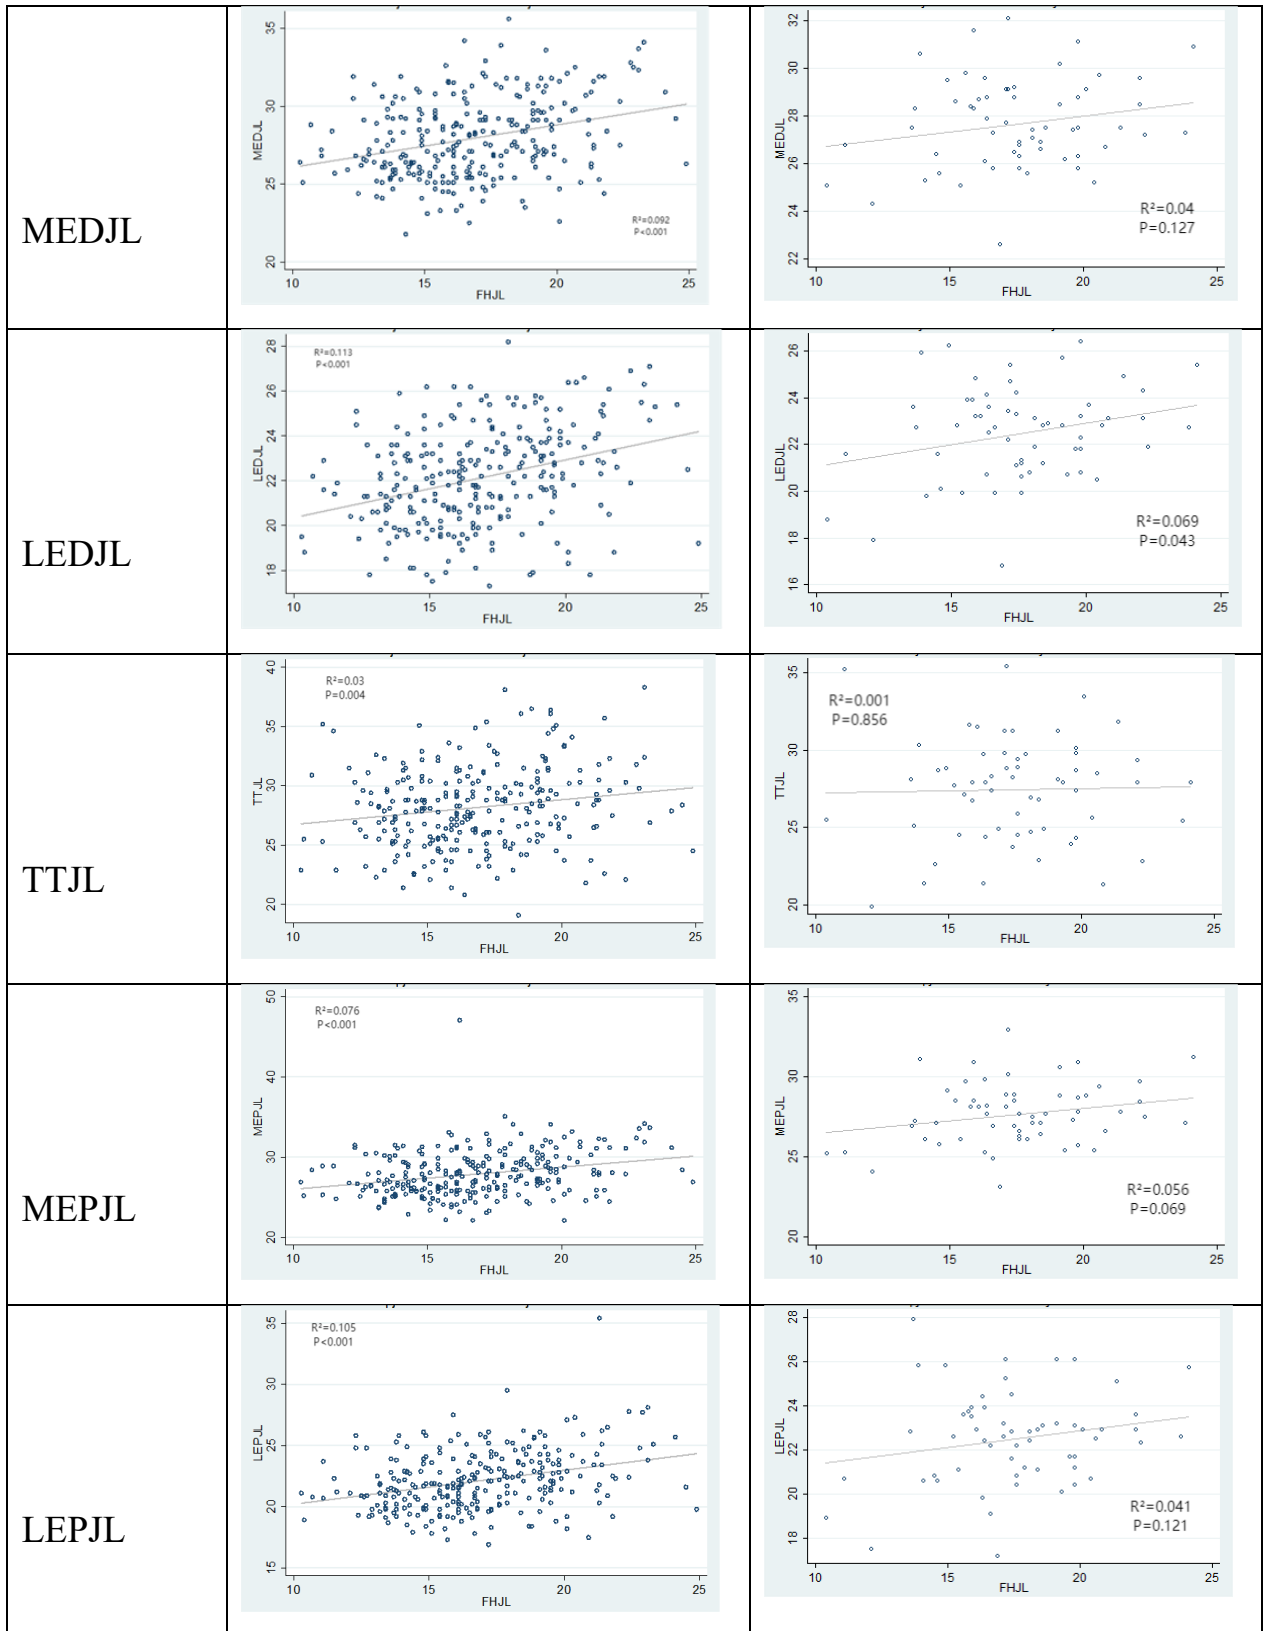 MEDJL
MEDJL
35
30
25
20
R²=0.092
P<0.001
10 15 20 25
FHJL
MEDJL
32
30
28
26
24
22
R²=0.04
P=0.127
10 15 20 25
FHJL
LEDJL
LEDJL
28
26
24
22
20
18
R²=0.113
P<0.001
10 15 20 25
FHJL
LEDJL
26
24
22
20
18
16
R²=0.069
P=0.043
10 15 20 25
FHJL
TTJL
TTJL
40
35
30
25
20
R²=0.03
P=0.004
10 15 20 25
FHJL
TTJL
35
30
25
20
R²=0.001
P=0.856
10 15 20 25
FHJL
MEPJL
MEPJL
50
40
30
20
R²=0.076
P<0.001
10 15 20 25
FHJL
MEPJL
35
30
25
20
R²=0.056
P=0.069
10 15 20 25
FHJL
LEPJL
LEPJL
35
30
25
20
15
R²=0.105
P<0.001
10 15 20 25
FHJL
LEPJL
28
26
24
22
20
18
R²=0.041
P=0.121
10 15 20 25
FHJL